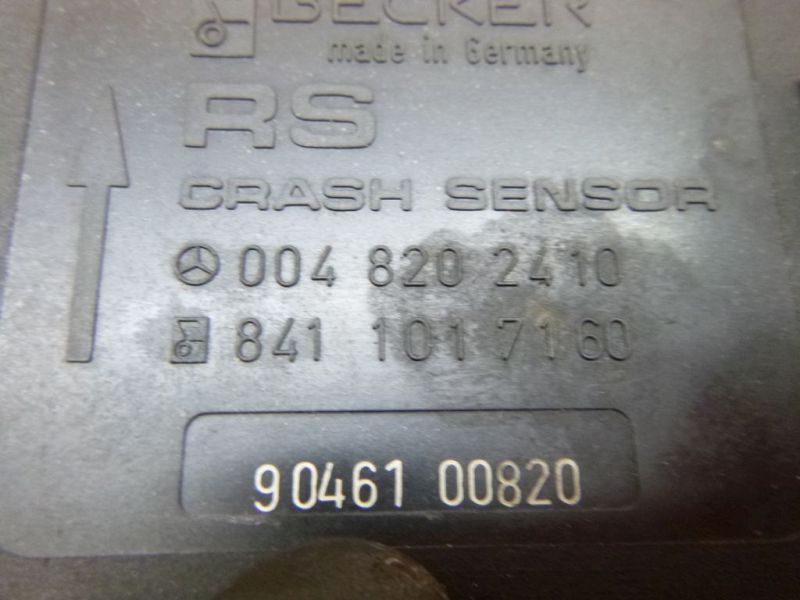 BECKER
made in Germany
RS
CRASH SENSOR
004 820 2410
841 101 7160
90461 00820